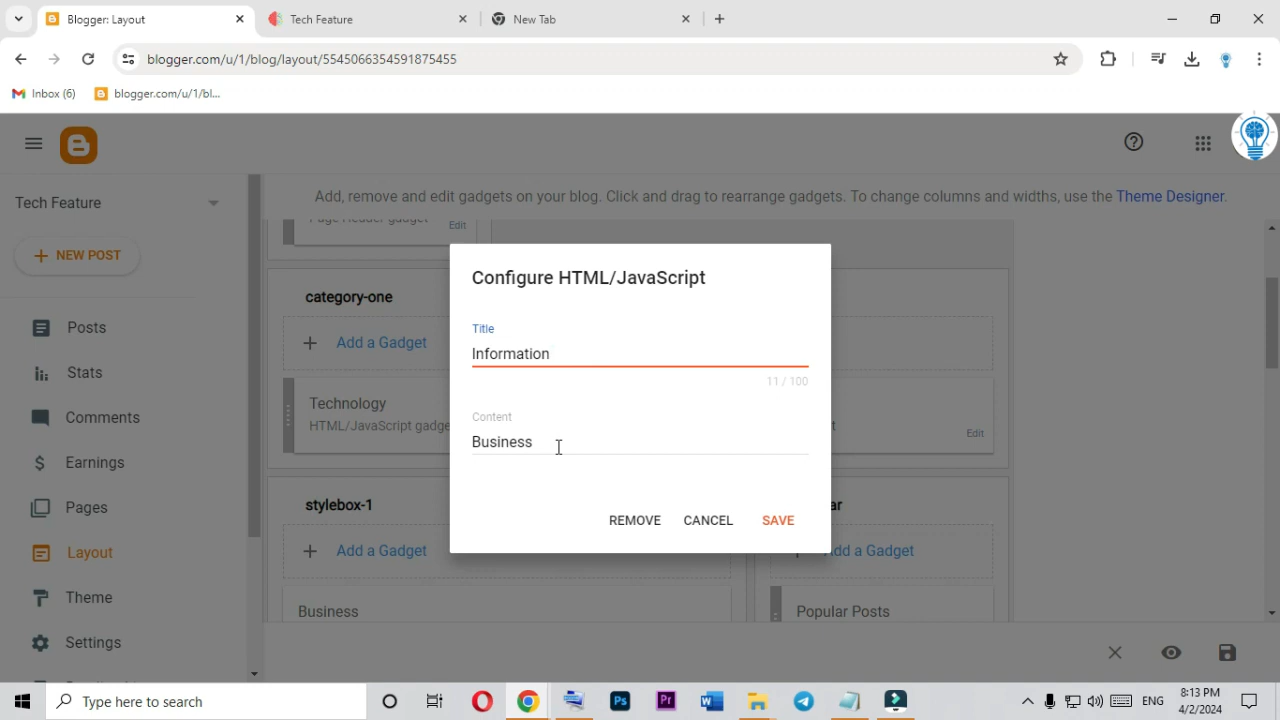 Blogger: Layout
Tech Feature
New Tab
blogger.com/u/1/blog/layout/5545066354591875455
Inbox (6)
blogger.com/u/1/bl...
Tech Feature
Add, remove and edit gadgets on your blog. Click and drag to rearrange gadgets. To change columns and widths, use the Theme Designer.
NEW POST
Posts
Stats
Comments
Earnings
Pages
Layout
Theme
Settings
Page Header gadget
Edit
category-one
Add a Gadget
Technology
HTML/JavaScript gadge
Edit
stylebox-1
Add a Gadget
Add a Gadget
Business
Popular Posts
Configure HTML/JavaScript
Title
Information
11 / 100
Content
Business
REMOVE CANCEL SAVE
Type here to search
ENG
8:13 PM
4/2/2024